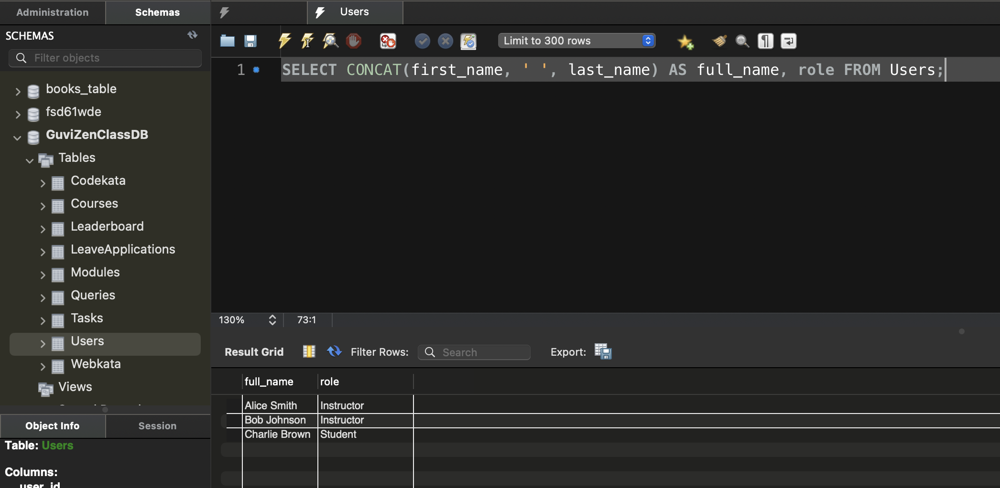 Administration
Schemas
SCHEMAS
Filter objects
books_table
fsd61wde
GuviZenClassDB
Tables
Codekata
Courses
Leaderboard
LeaveApplications
Modules
Queries
Tasks
Users
Webkata
Views
Object Info
Session
Table: Users
Columns:
user_id
Users
Limit to 300 rows
1
SELECT CONCAT(first_name, ' ', last_name) AS full_name, role FROM Users;
130%
73:1
Result Grid
Filter Rows:
Search
Export:
full_name role
Alice Smith Instructor
Bob Johnson Instructor
Charlie Brown Student